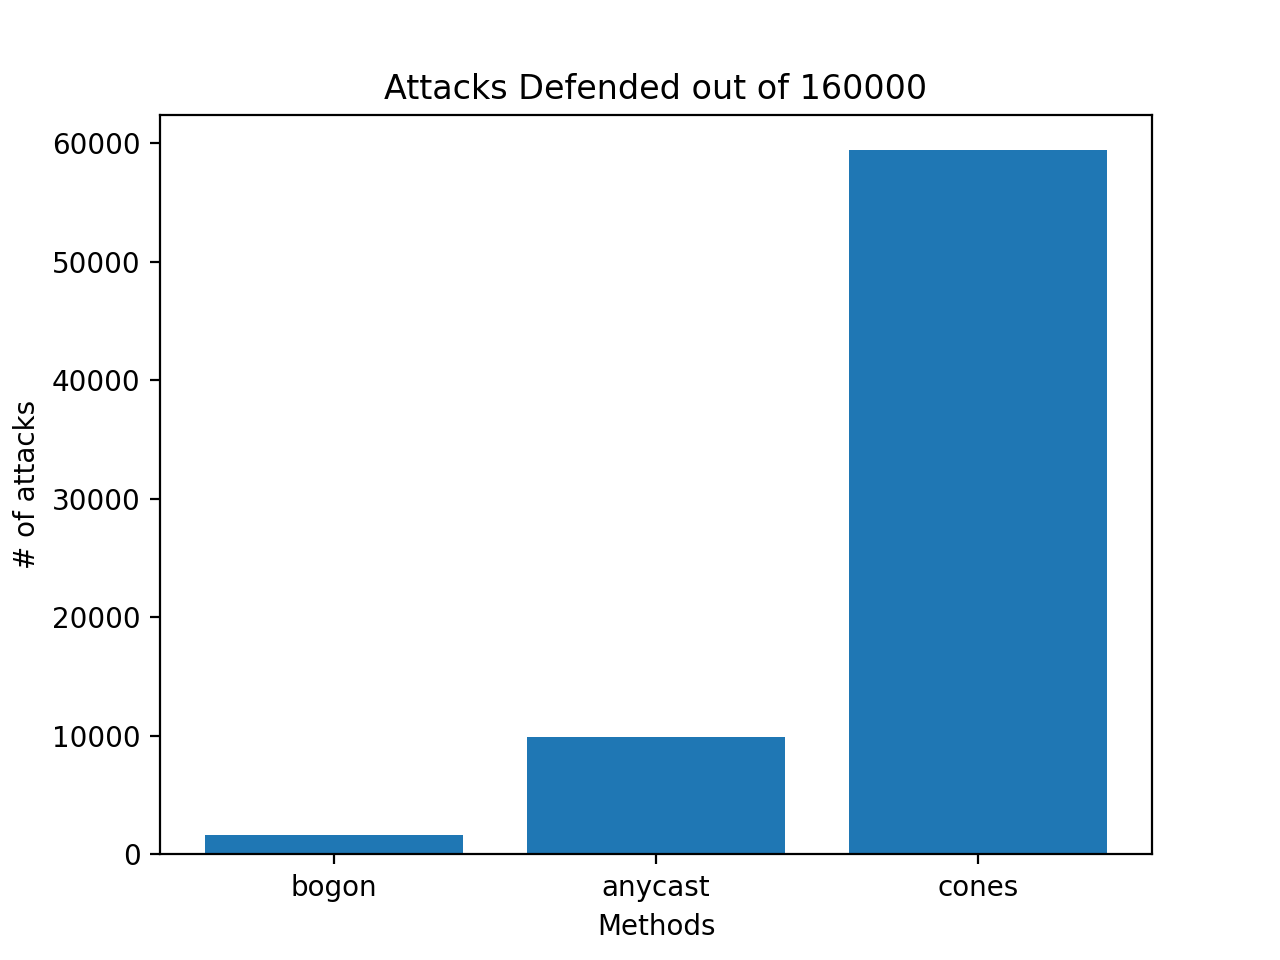 Attacks Defended out of 160000
60000
50000
40000
30000
20000
10000
0
# of attacks
bogon anycast cones
Methods